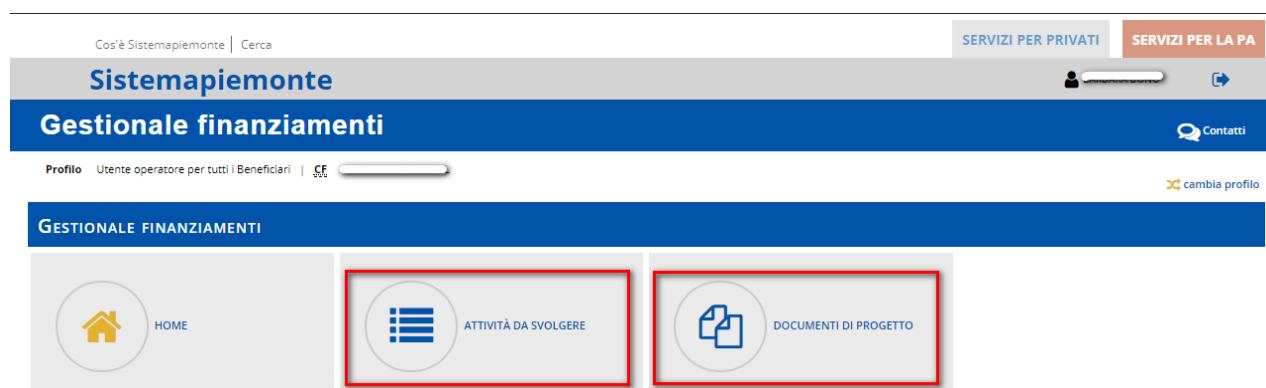 Cos'è Sistemapiemonte | Cerca
SERVIZI PER PRIVATI
SERVIZI PER LA PA
Sistemapiemonte
Gestionale finanziamenti
Contatti
Profilo Utente operatore per tutti i Beneficiari | CF
cambia profilo
GESTIONALE FINANZIAMENTI
HOME
ATTIVITÀ DA SVOLGERE
DOCUMENTI DI PROGETTO